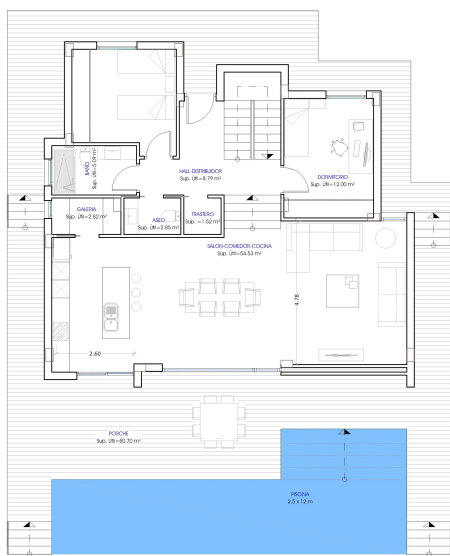 HALL-DISTRIBUIDOR
Sup. Útil=8.79 m²
DORMITORIO
Sup. Útil=12.00 m²
BAÑO
Sup. Útil=5.09 m²
GALERIA
Sup. Útil=2.82 m²
ASEO
Sup. Útil=2.85 m²
TRASTERO
Sup. =1.52 m²
SALON-COMEDOR-COCINA
Sup. Útil=54.53 m²
4.78
2.60
PORCHE
Sup. Útil=50.70 m²
PISCINA
2.5 x 12 m